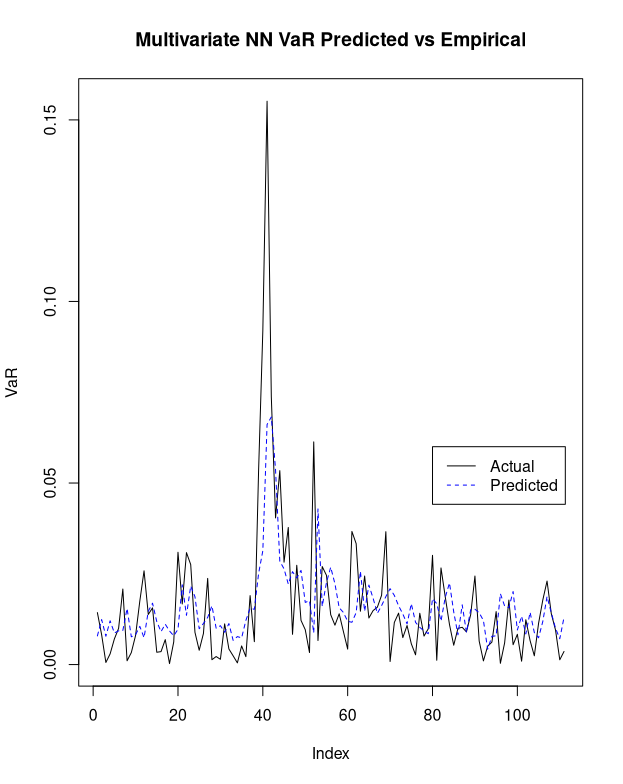 Multivariate NN VaR Predicted vs Empirical
VaR
0.15
0.10
0.05
0.00
Actual
Predicted
0 20 40 60 80 100
Index